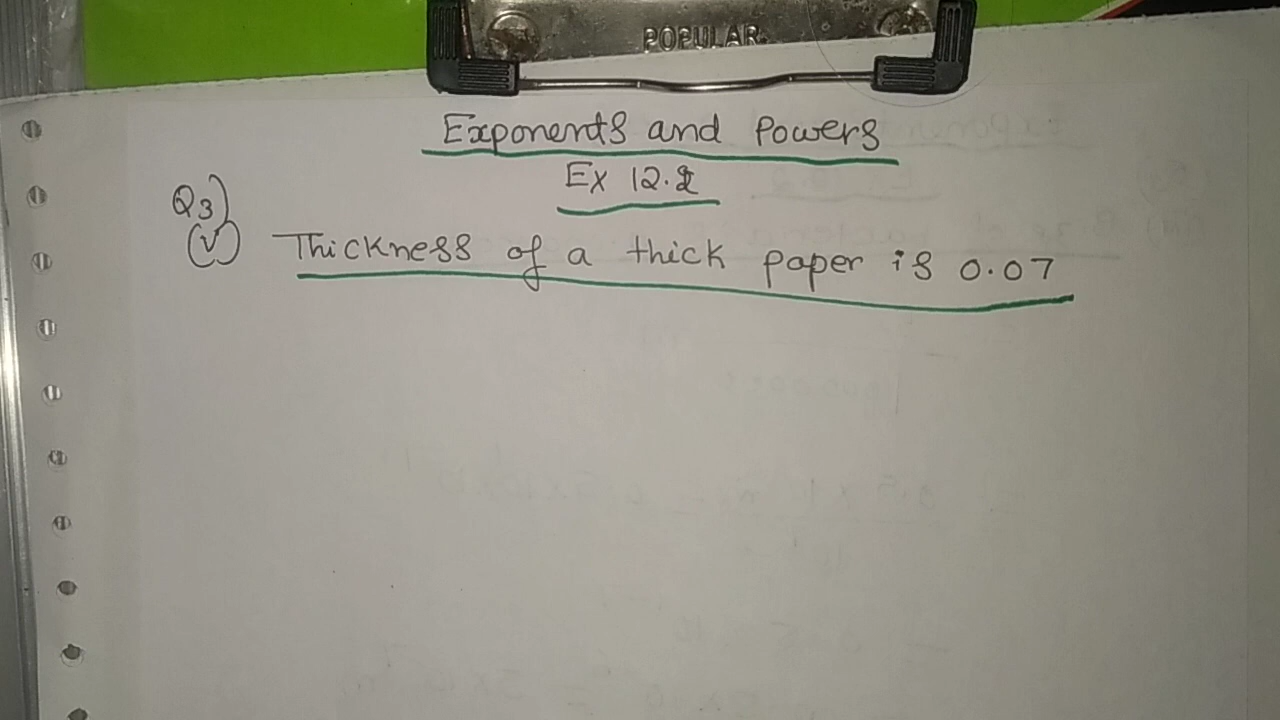 POPULAR
Exponents and Powers
Ex 12.2
Q3)
(v) Thickness of a thick paper is 0.07